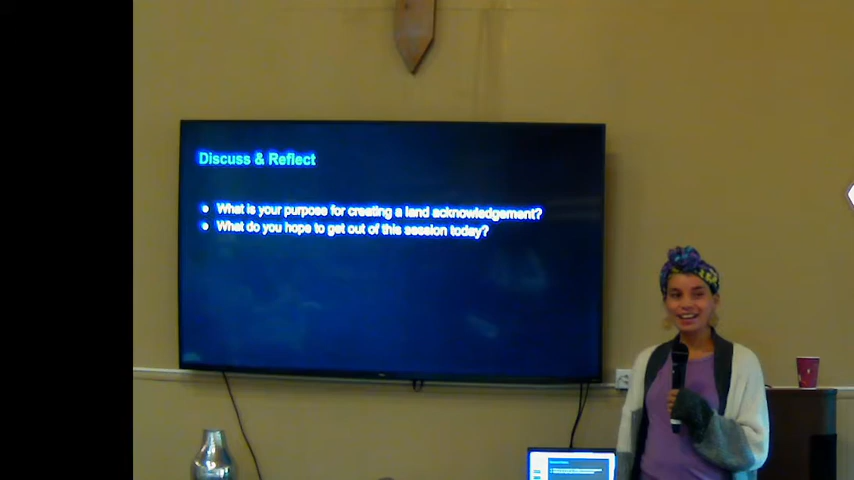 Discuss & Reflect
● What is your purpose for creating a land acknowledgement?
● What do you hope to get out of this session today?